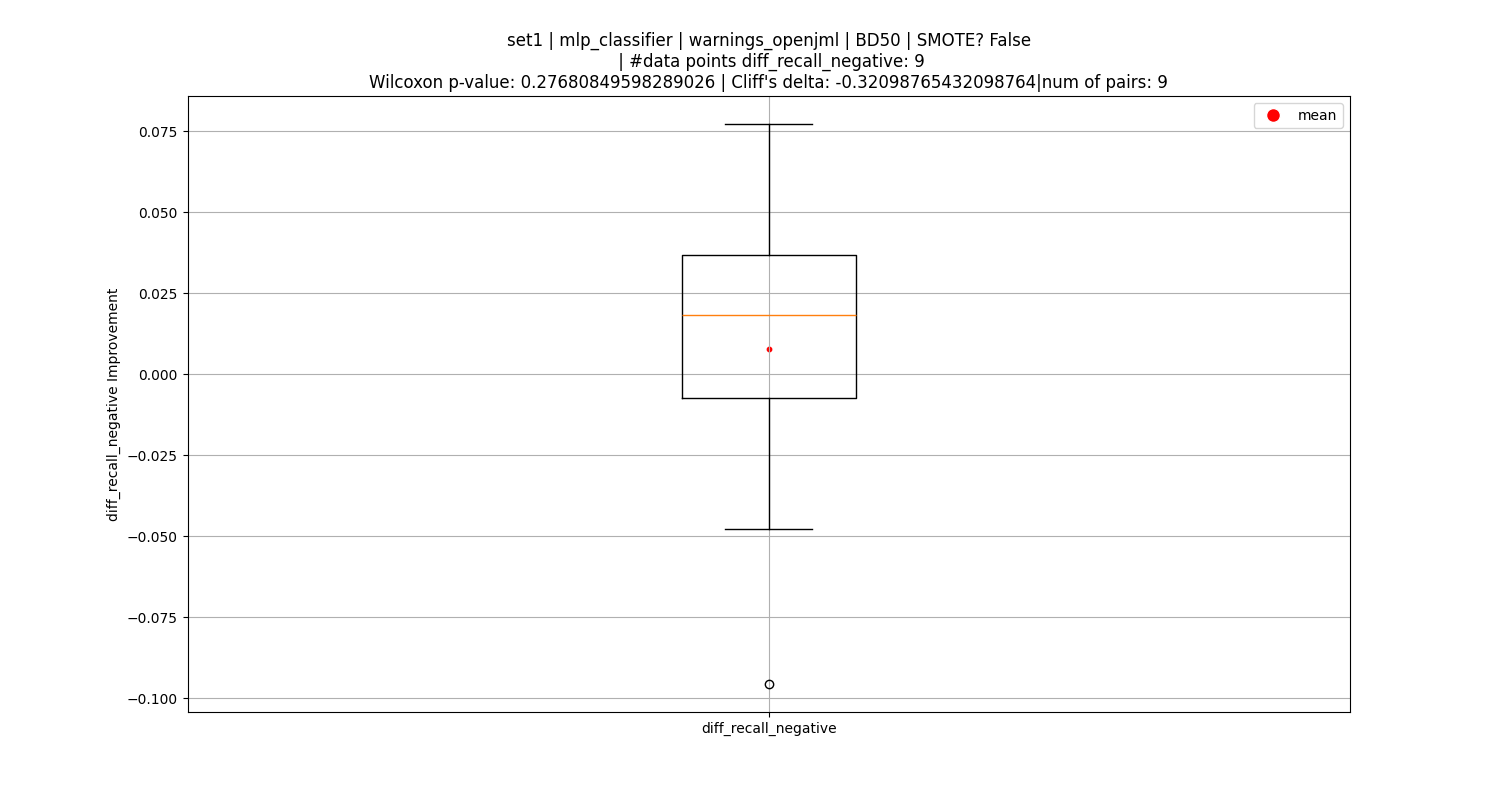 set1 | mlp_classifier | warnings_openjml | BD50 | SMOTE? False
| #data points diff_recall_negative: 9
Wilcoxon p-value: 0.27680849598289026 | Cliff's delta: -0.32098765432098764|num of pairs: 9
mean
0.075
0.050
0.025
0.000
−0.025
−0.050
−0.075
−0.100
diff_recall_negative Improvement
diff_recall_negative